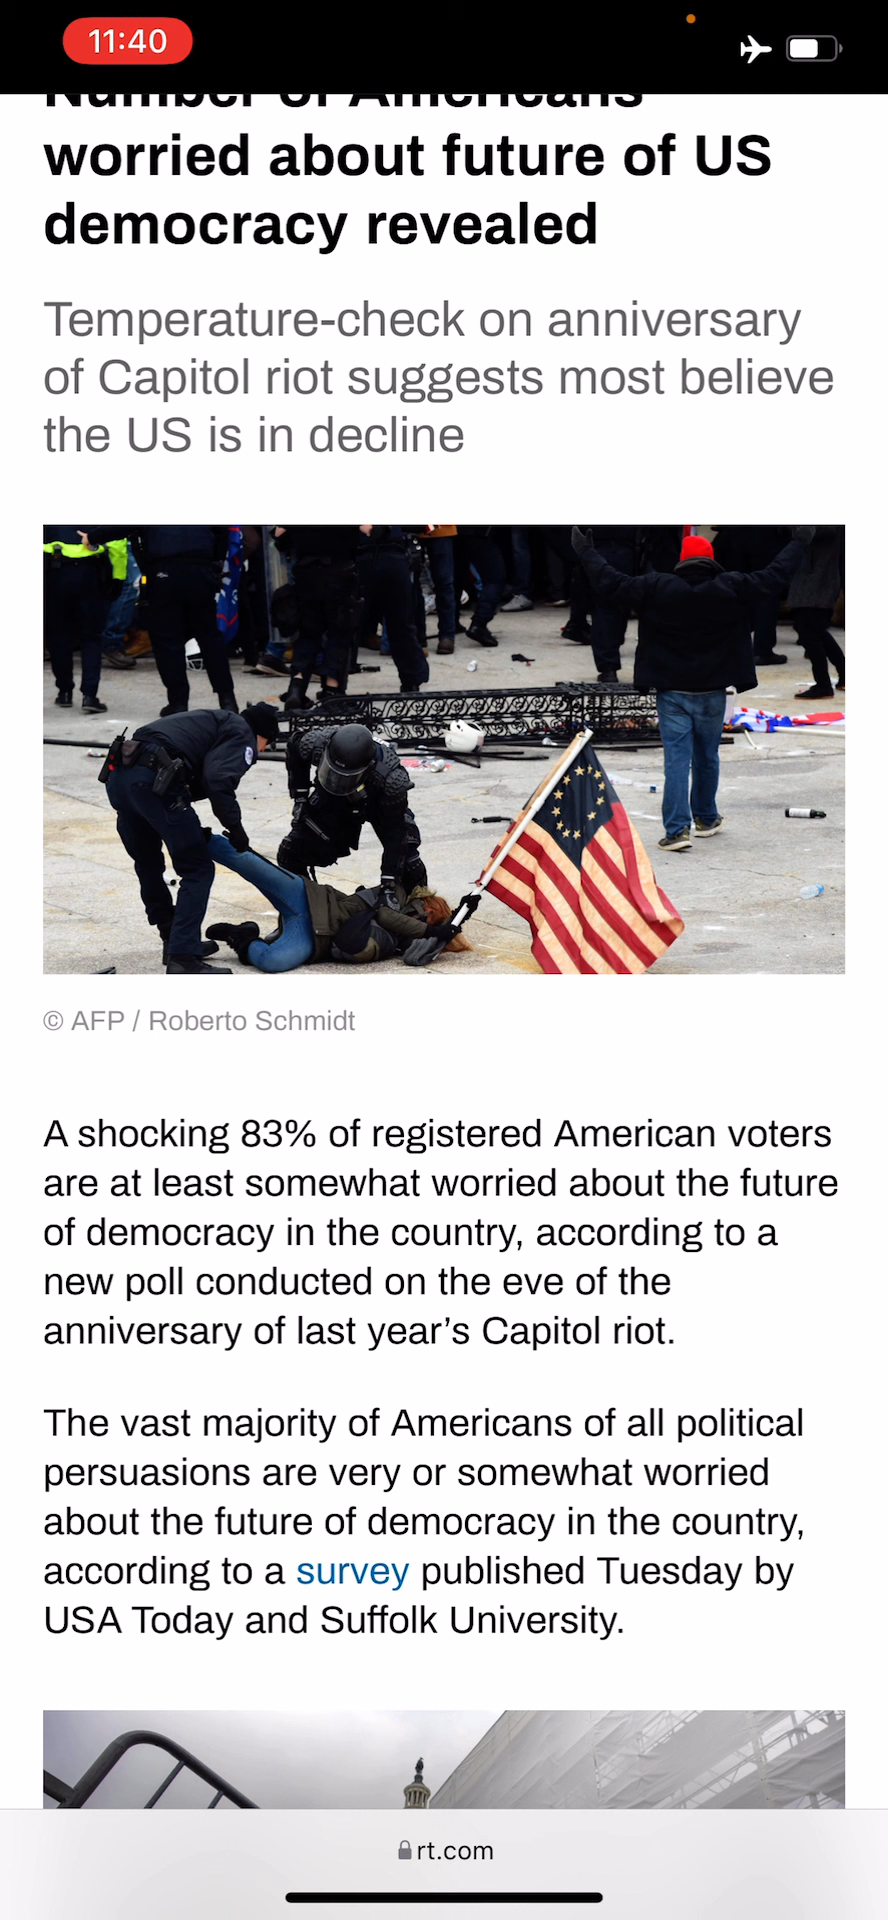 11:40
Number of Americans
worried about future of US
democracy revealed
Temperature-check on anniversary
of Capitol riot suggests most believe
the US is in decline
© AFP / Roberto Schmidt
A shocking 83% of registered American voters
are at least somewhat worried about the future
of democracy in the country, according to a
new poll conducted on the eve of the
anniversary of last year’s Capitol riot.
The vast majority of Americans of all political
persuasions are very or somewhat worried
about the future of democracy in the country,
according to a survey published Tuesday by
USA Today and Suffolk University.
rt.com